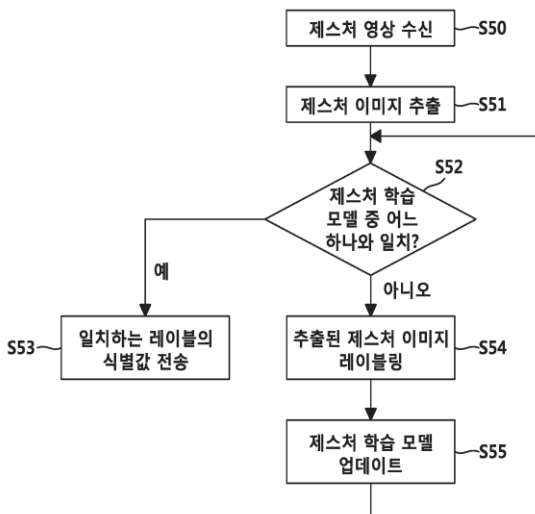 제스처 영상 수신
S50
제스처 이미지 추출
S51
S52
제스처 학습
모델 중 어느
하나와 일치?
예
아니오
S53
일치하는 레이블의
식별값 전송
추출된 제스처 이미지
레이블링
S54
제스처 학습 모델
업데이트
S55